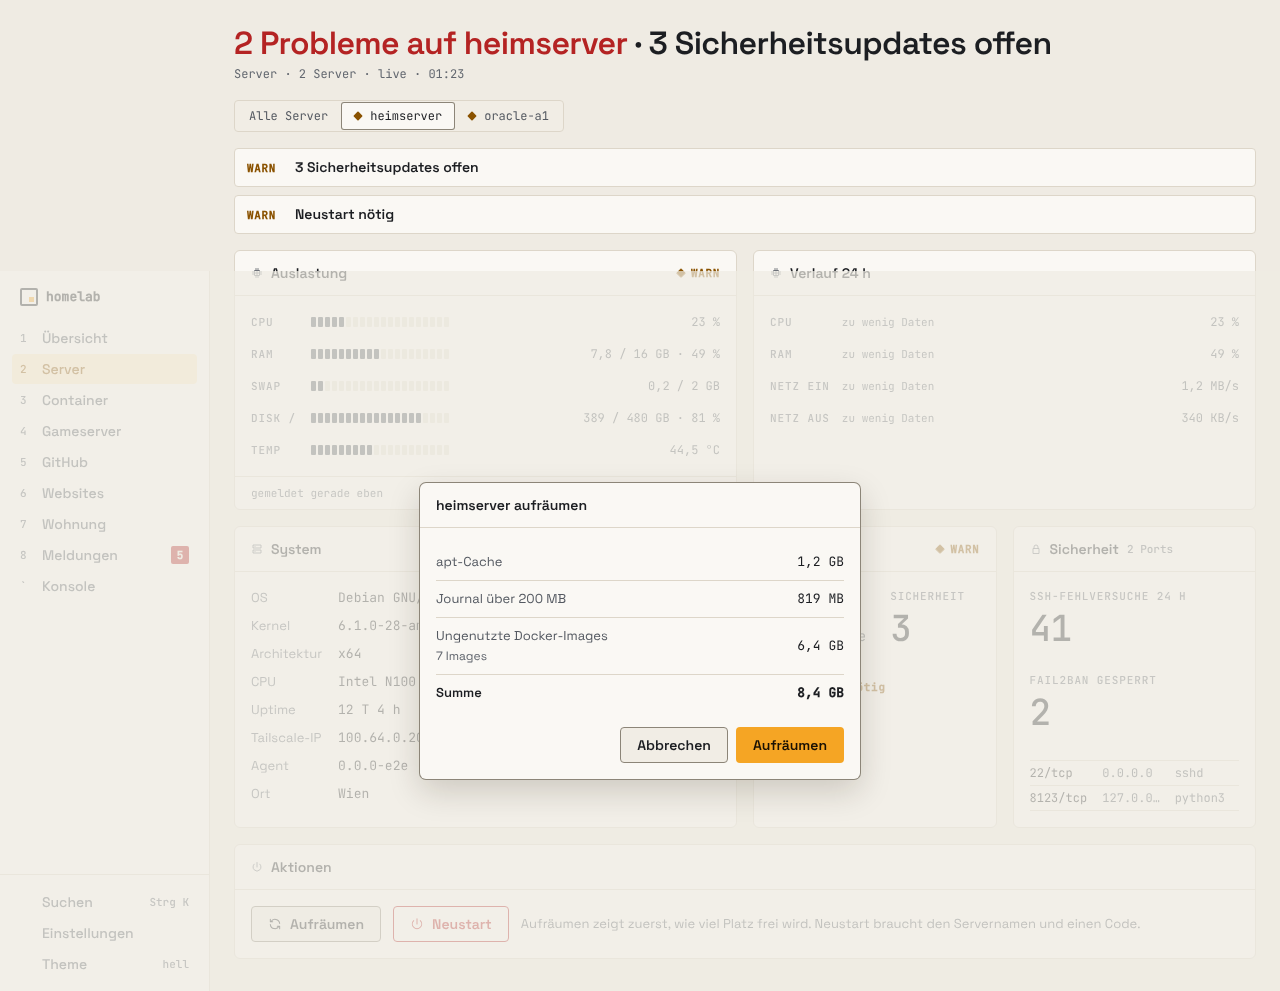 2 Probleme auf heimserver · 3 Sicherheitsupdates offen
Server · 2 Server · live · 01:23
Alle Server
heimserver
oracle-a1
WARN 3 Sicherheitsupdates offen
WARN Neustart nötig
homelab
1 Übersicht
2 Server
3 Container
4 Gameserver
5 GitHub
6 Websites
7 Wohnung
8 Meldungen 5
` Konsole
Suchen Strg K
Einstellungen
Theme hell
Auslastung WARN
CPU 23 %
RAM 7,8 / 16 GB · 49 %
SWAP 0,2 / 2 GB
DISK / 389 / 480 GB · 81 %
TEMP 44,5 °C
gemeldet gerade eben
Verlauf 24 h
CPU zu wenig Daten 23 %
RAM zu wenig Daten 49 %
NETZ EIN zu wenig Daten 1,2 MB/s
NETZ AUS zu wenig Daten 340 KB/s
System
OS Debian GNU/
Kernel 6.1.0-28-a
Architektur x64
CPU Intel N100
Uptime 12 T 4 h
Tailscale-IP 100.64.0.20
Agent 0.0.0-e2e
Ort Wien
heimserver aufräumen
apt-Cache 1,2 GB
Journal über 200 MB 819 MB
Ungenutzte Docker-Images 6,4 GB
7 Images
Summe 8,4 GB
Abbrechen
Aufräumen
WARN
SICHERHEIT
3
Sicherheit 2 Ports
SSH-FEHLVERSUCHE 24 H
41
FAIL2BAN GESPERRT
2
22/tcp 0.0.0.0 sshd
8123/tcp 127.0.0… python3
Aktionen
Aufräumen
Neustart
Aufräumen zeigt zuerst, wie viel Platz frei wird. Neustart braucht den Servernamen und einen Code.